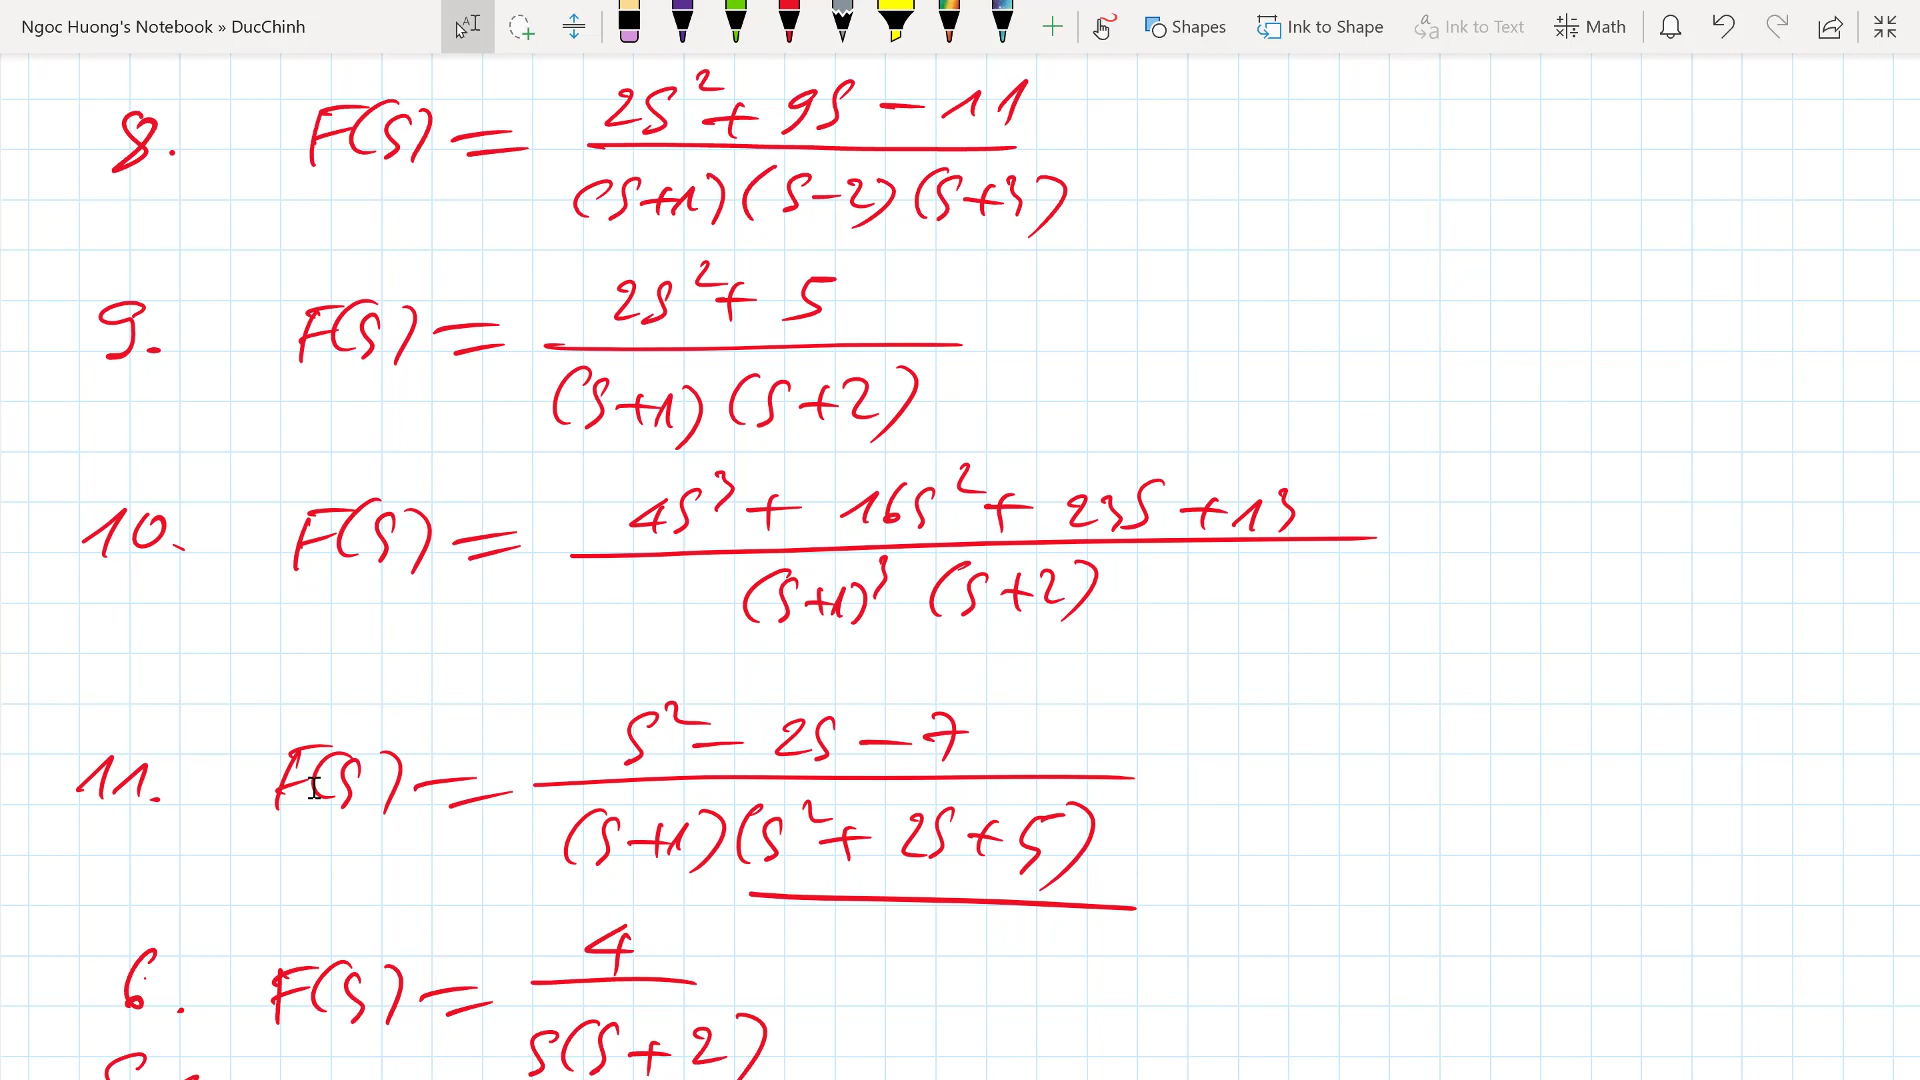 Ngoc Huong's Notebook » DucChinh
Shapes
Ink to Shape
Ink to Text
Math
8. F(s) = (2s² + 9s - 11) / ((s+1)(s-2)(s+3))
9. F(s) = (2s² + 5) / ((s+1)(s+2))
10. F(s) = (4s³ + 16s² + 23s + 13) / ((s+1)³ (s+2))
11. F(s) = (s² - 2s - 7) / ((s+1)(s² + 2s + 5))
6. F(s) = 4 / (s(s+2))